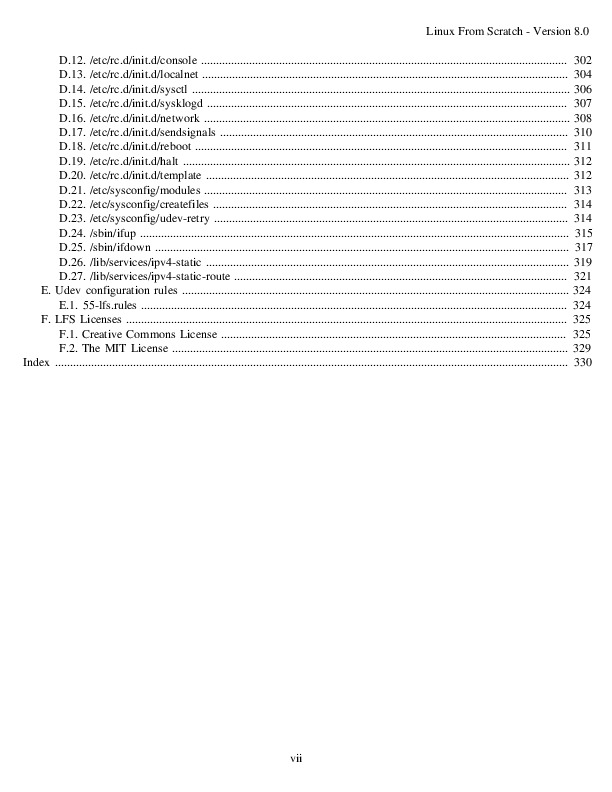 Linux From Scratch - Version 8.0
D.12. /etc/rc.d/init.d/console ........................ 302
D.13. /etc/rc.d/init.d/localnet ........................ 304
D.14. /etc/rc.d/init.d/sysctl ........................ 306
D.15. /etc/rc.d/init.d/sysklogd ........................ 307
D.16. /etc/rc.d/init.d/network ........................ 308
D.17. /etc/rc.d/init.d/sendsignals ........................ 310
D.18. /etc/rc.d/init.d/reboot ........................ 311
D.19. /etc/rc.d/init.d/halt ........................ 312
D.20. /etc/rc.d/init.d/template ........................ 312
D.21. /etc/sysconfig/modules ........................ 313
D.22. /etc/sysconfig/createfiles ........................ 314
D.23. /etc/sysconfig/udev-retry ........................ 314
D.24. /sbin/ifup ........................ 315
D.25. /sbin/ifdown ........................ 317
D.26. /lib/services/ipv4-static ........................ 319
D.27. /lib/services/ipv4-static-route ........................ 321
E. Udev configuration rules ........................ 324
E.1. 55-lfs.rules ........................ 324
F. LFS Licenses ........................ 325
F.1. Creative Commons License ........................ 325
F.2. The MIT License ........................ 329
Index ........................ 330
vii